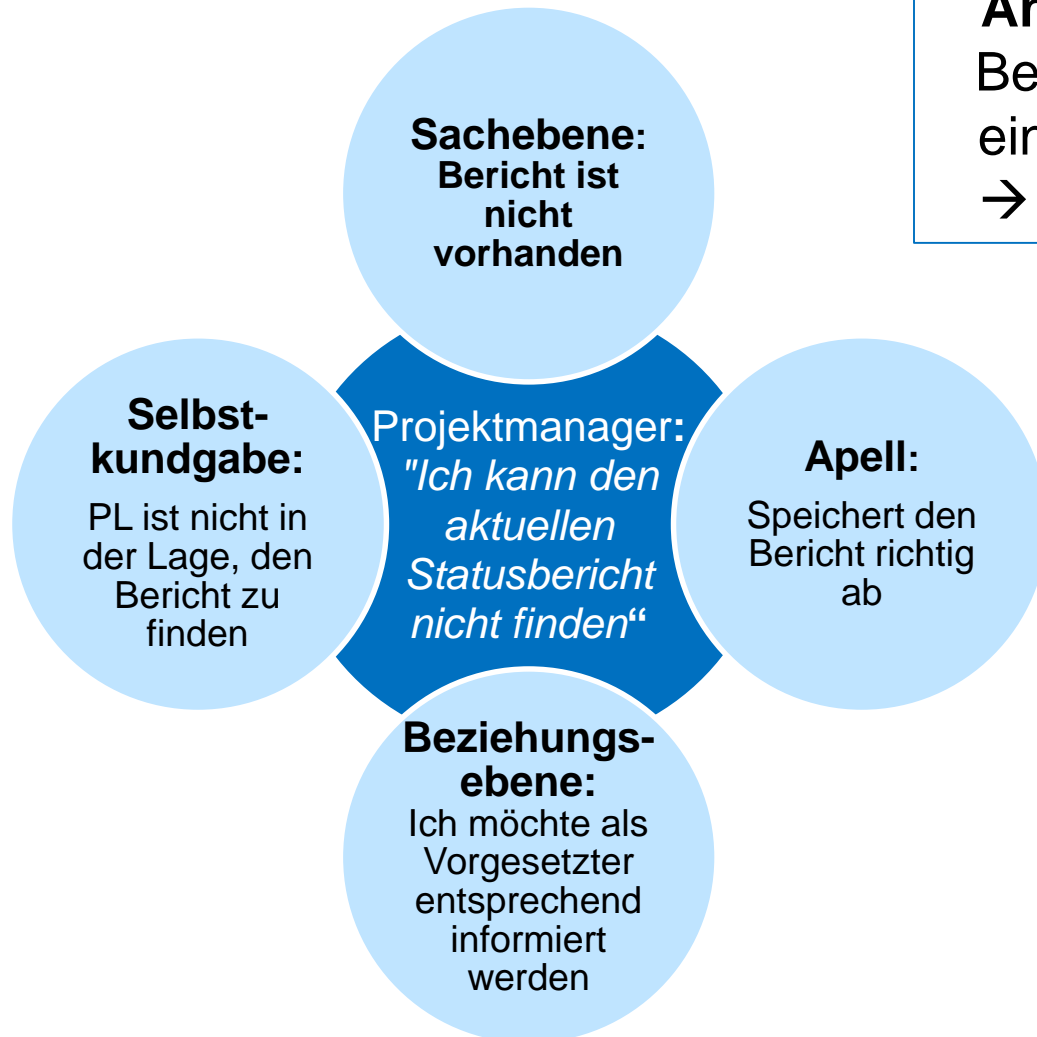 Sachebene:
Bericht ist
nicht
vorhanden
Be
→
Selbst-
kundgabe:
PL ist nicht in
der Lage, den
Bericht zu
finden
Projektmanager:
"Ich kann den
aktuellen
Statusbericht
nicht finden“
Apell:
Speichert den
Bericht richtig
ab
Beziehungs-
ebene:
Ich möchte als
Vorgesetzter
entsprechend
informiert
werden